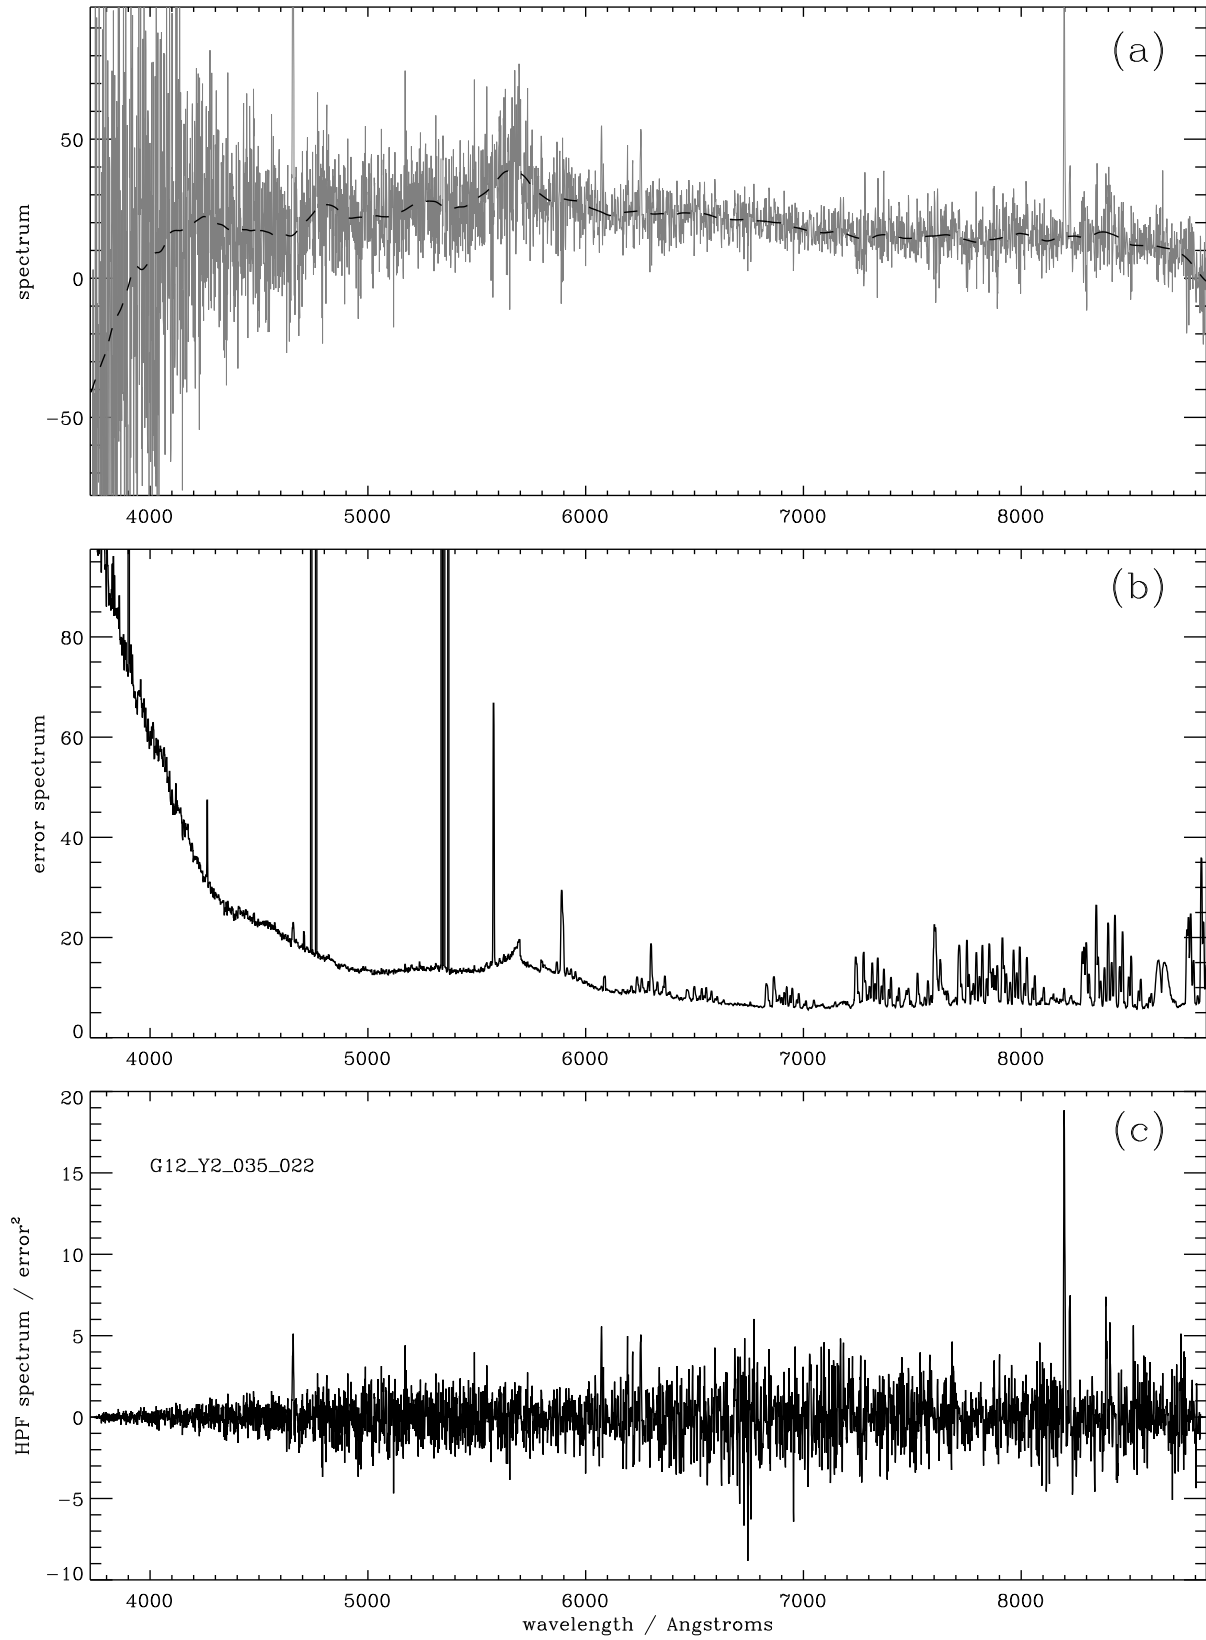 (a)
50
0
−50
spectrum
4000 5000 6000 7000 8000
(b)
80
60
40
20
0
error spectrum
4000 5000 6000 7000 8000
(c)
G12_Y2_035_022
20
15
10
5
0
−5
−10
HPF spectrum / error²
4000 5000 6000 7000 8000
wavelength / Angstroms